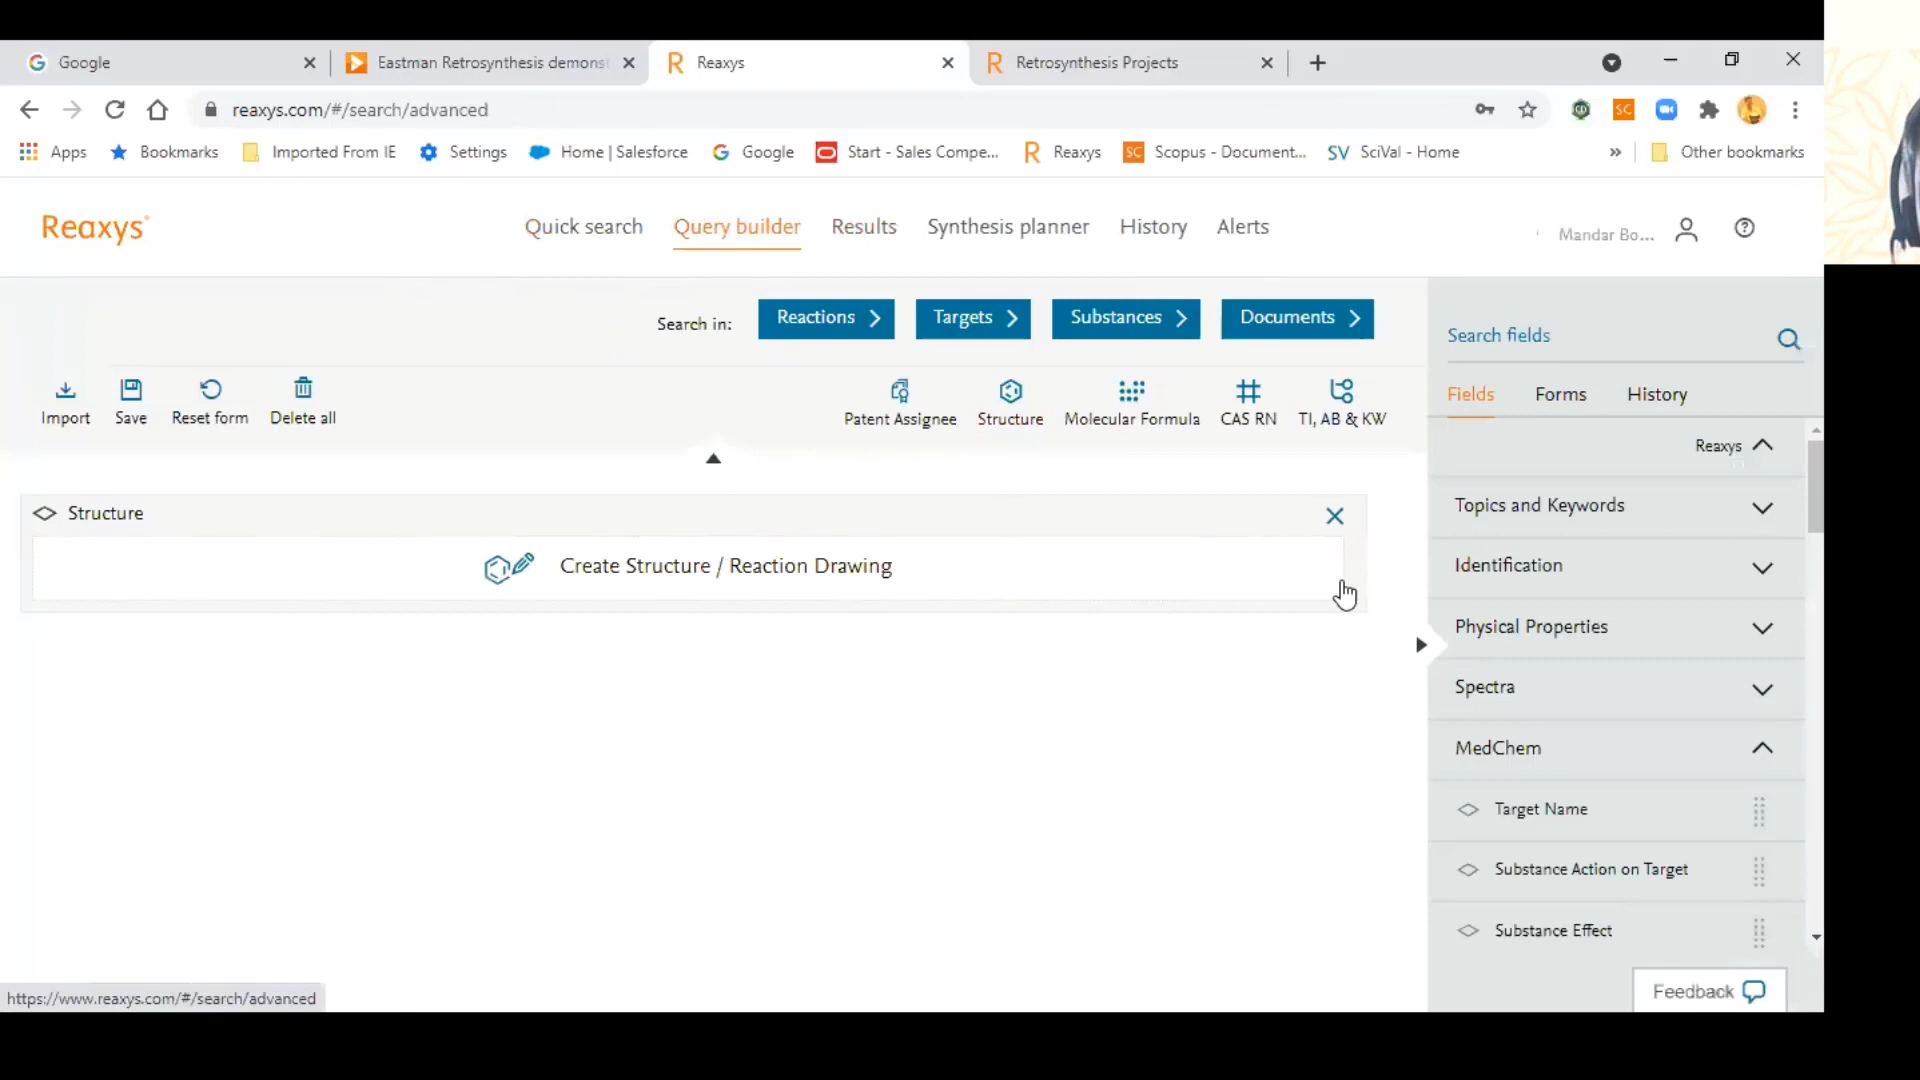 Google
Eastman Retrosynthesis demons
Reaxys
Retrosynthesis Projects
reaxys.com/#/search/advanced
Apps Bookmarks Imported From IE Settings Home | Salesforce Google Start - Sales Compe... Reaxys SC Scopus - Document... SV SciVal - Home » Other bookmarks
Reaxys
Quick search Query builder Results Synthesis planner History Alerts
Mandar Bo...
Search in: Reactions Targets Substances Documents
Import Save Reset form Delete all
Patent Assignee Structure Molecular Formula CAS RN TI, AB & KW
Structure
Create Structure / Reaction Drawing
Search fields
Fields Forms History
Reaxys
Topics and Keywords
Identification
Physical Properties
Spectra
MedChem
Target Name
Substance Action on Target
Substance Effect
Feedback
https://www.reaxys.com/#/search/advanced